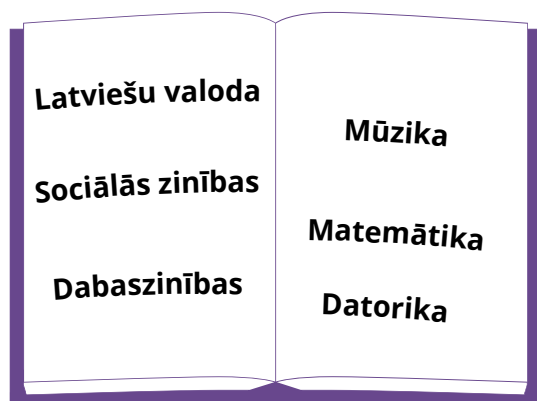 Latviešu valoda
Sociālās zinības
Dabaszinības
Mūzika
Matemātika
Datorika